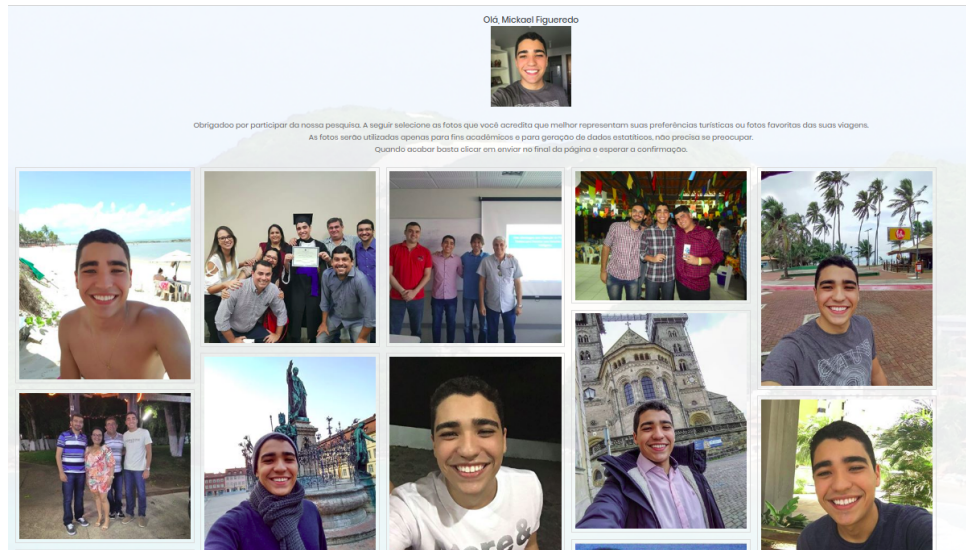 Olá, Mickael Figueredo
Obrigadoo por participar da nossa pesquisa. A seguir selecione as fotos que você acredita que melhor representam suas preferências turísticas ou fotos favoritas das suas viagens.
As fotos serão utilizadas apenas para fins acadêmicos e para geração de dados estatíticos, não precisa se preocupar.
Quando acabar basta clicar em enviar no final da página e esperar a confirmação.